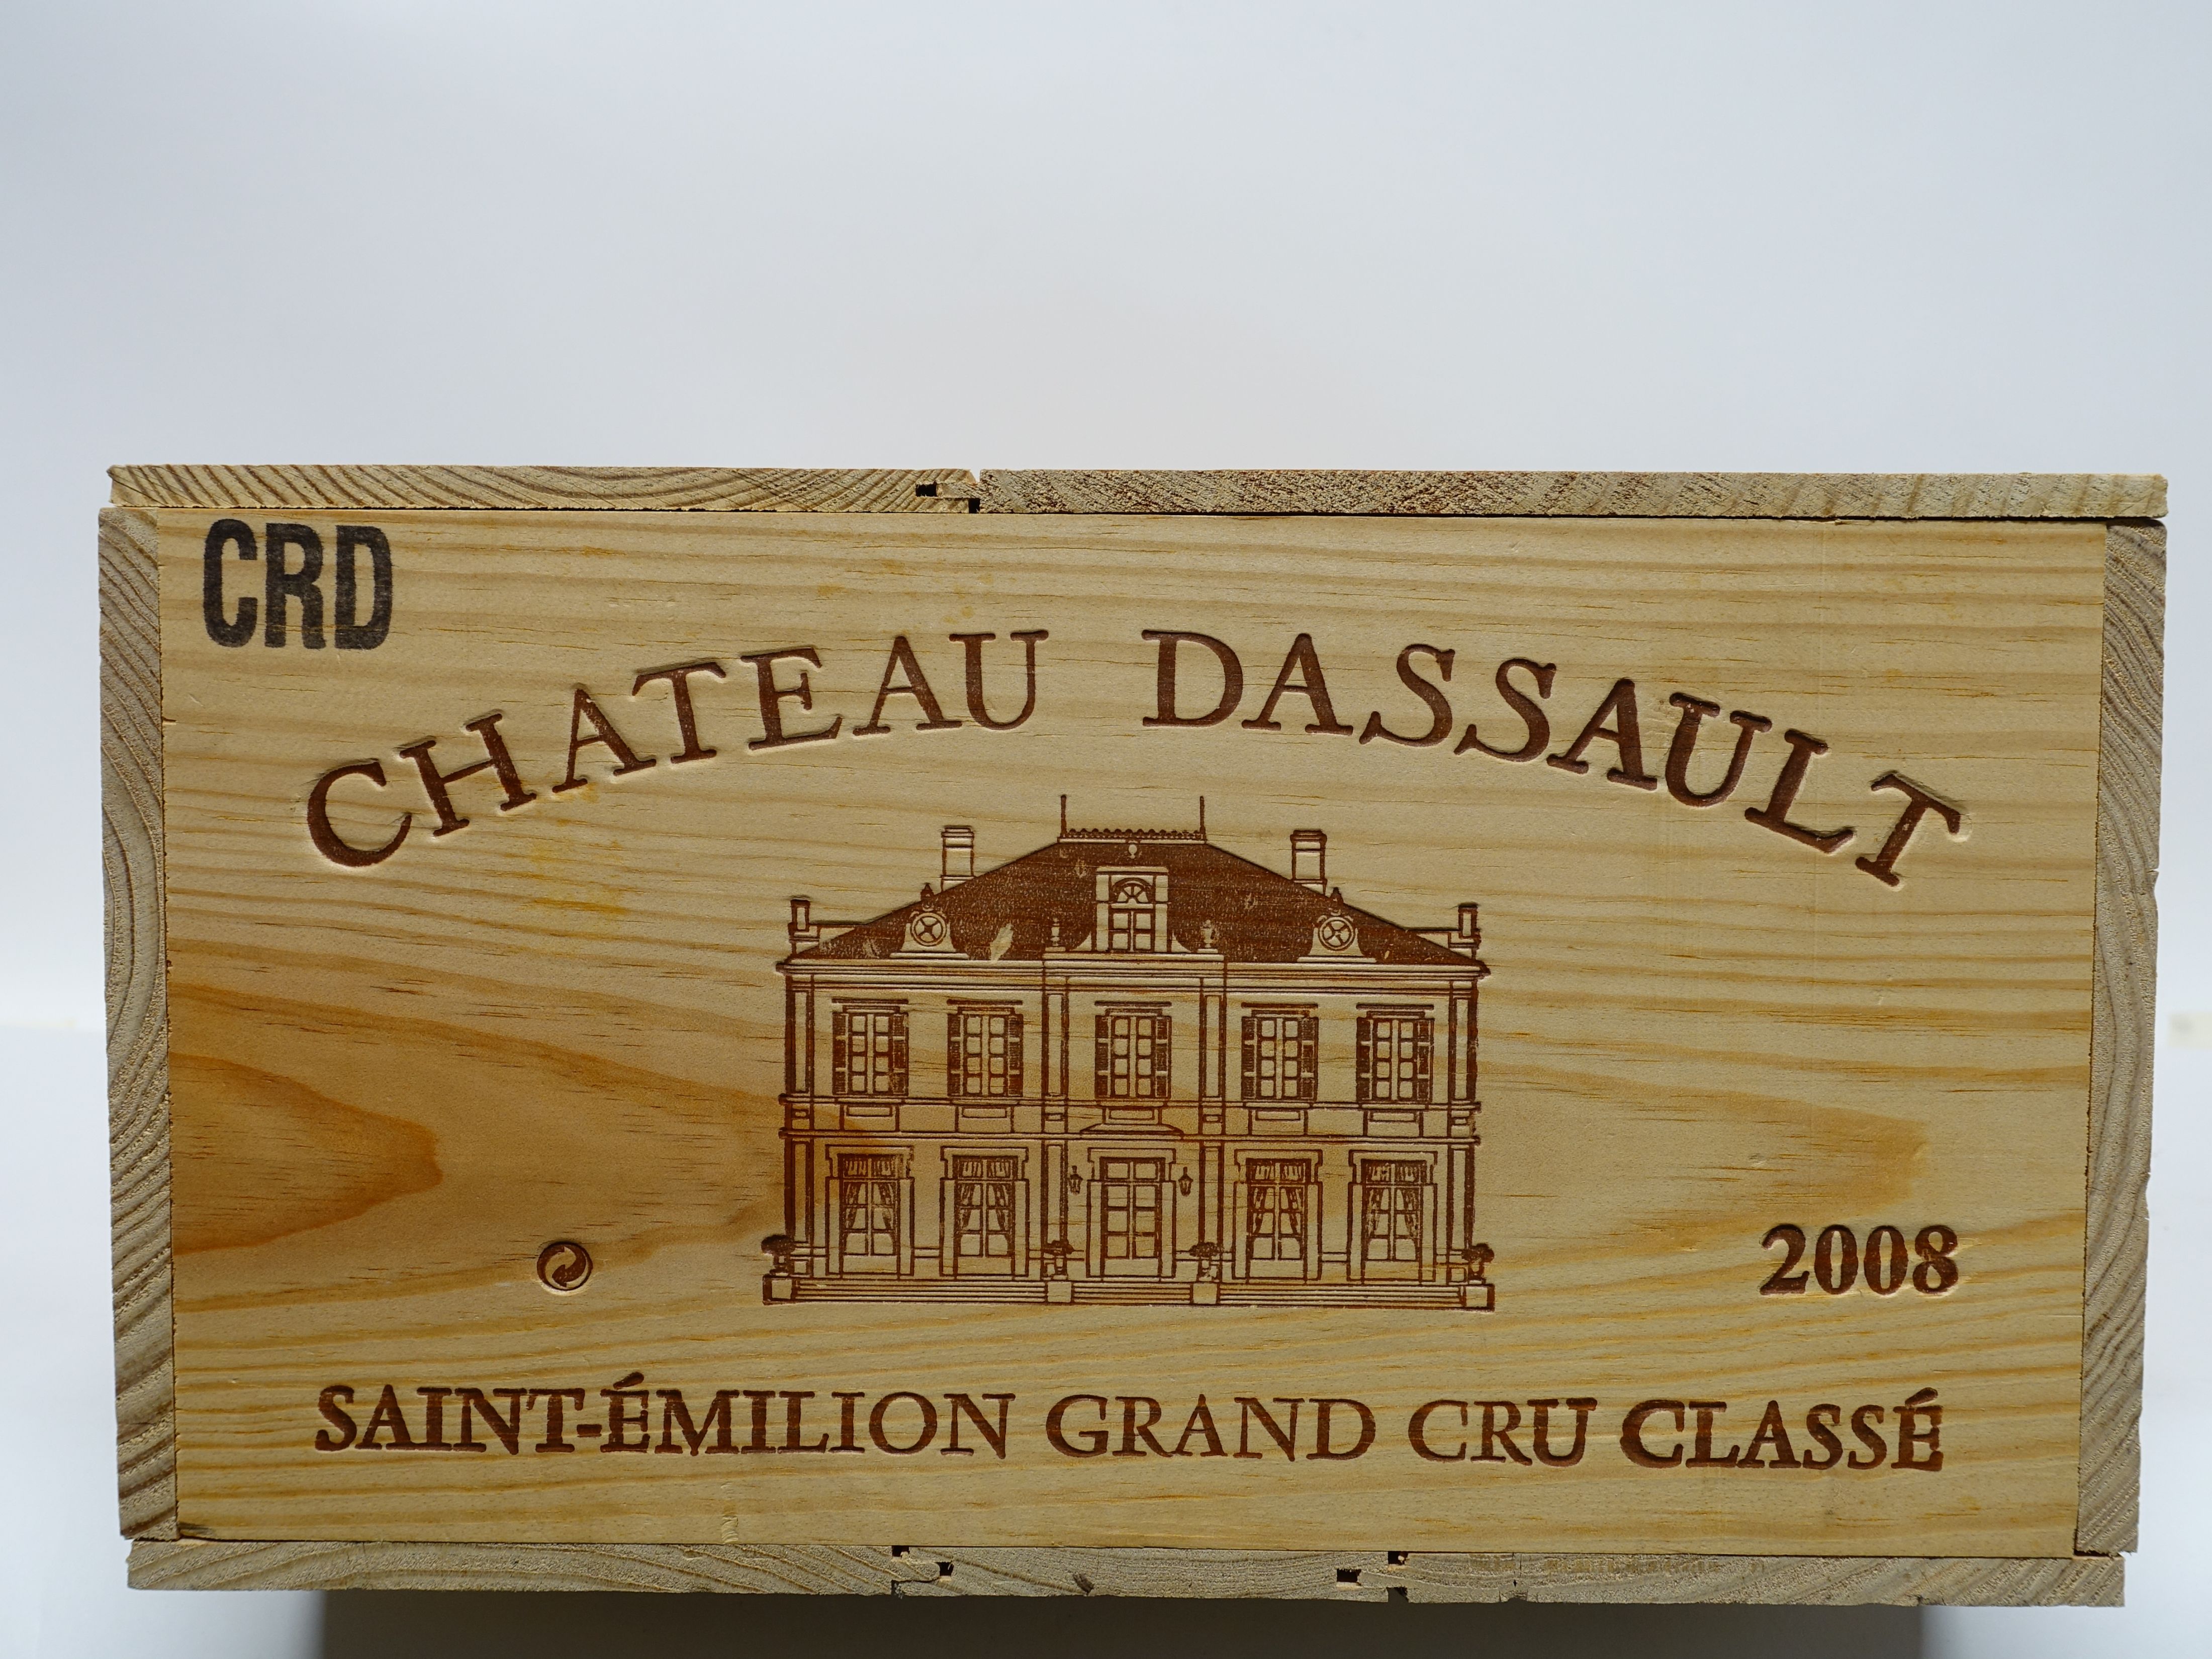 CRD
CHATEAU DASSAULT
2008
SAINT-ÉMILION GRAND CRU CLASSÉ